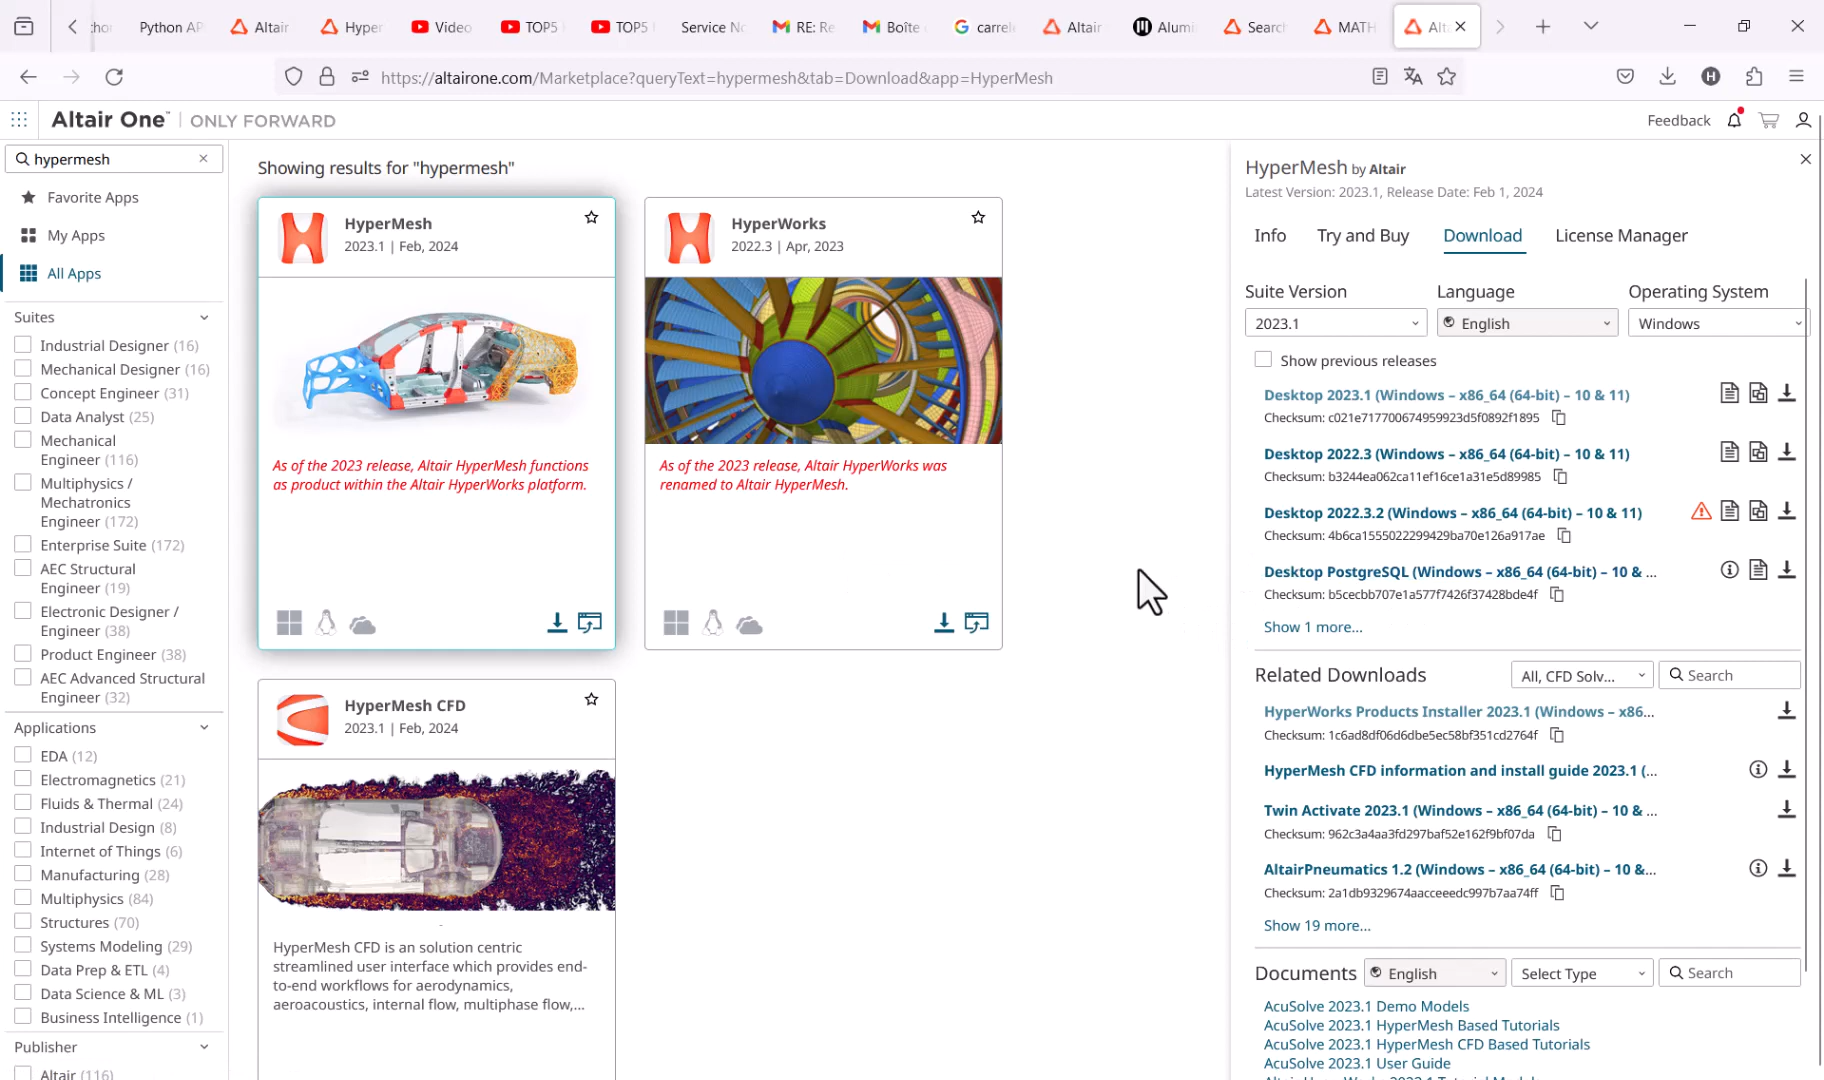 Python AP
Altair
Hyper
Video
TOP5
TOP5
Service No
RE: Re
Boîte
carrele
Altair
Alumi
Search
MATH
Alt
https://altairone.com/Marketplace?queryText=hypermesh&tab=Download&app=HyperMesh
Altair One™ | ONLY FORWARD
Feedback
hypermesh
Favorite Apps
My Apps
All Apps
Suites
Industrial Designer (16)
Mechanical Designer (16)
Concept Engineer (31)
Data Analyst (25)
Mechanical
Engineer (116)
Multiphysics /
Mechatronics
Engineer (172)
Enterprise Suite (172)
AEC Structural
Engineer (19)
Electronic Designer /
Engineer (38)
Product Engineer (38)
AEC Advanced Structural
Engineer (32)
Applications
EDA (12)
Electromagnetics (21)
Fluids & Thermal (24)
Industrial Design (8)
Internet of Things (6)
Manufacturing (28)
Multiphysics (84)
Structures (70)
Systems Modeling (29)
Data Prep & ETL (4)
Data Science & ML (3)
Business Intelligence (1)
Publisher
Altair (116)
Showing results for "hypermesh"
HyperMesh
2023.1 | Feb, 2024
As of the 2023 release, Altair HyperMesh functions
as product within the Altair HyperWorks platform.
HyperWorks
2022.3 | Apr, 2023
As of the 2023 release, Altair HyperWorks was
renamed to Altair HyperMesh.
HyperMesh CFD
2023.1 | Feb, 2024
HyperMesh CFD is an solution centric
streamlined user interface which provides end-
to-end workflows for aerodynamics,
aeroacoustics, internal flow, multiphase flow,...
HyperMesh by Altair
Latest Version: 2023.1, Release Date: Feb 1, 2024
Info Try and Buy Download License Manager
Suite Version Language Operating System
2023.1 English Windows
Show previous releases
Desktop 2023.1 (Windows – x86_64 (64-bit) – 10 & 11)
Checksum: c021e717700674959923d5f0892f1895
Desktop 2022.3 (Windows – x86_64 (64-bit) – 10 & 11)
Checksum: b3244ea062ca11ef16ce1a31e5d89985
Desktop 2022.3.2 (Windows – x86_64 (64-bit) – 10 & 11)
Checksum: 4b6ca1555022299429ba70e126a917ae
Desktop PostgreSQL (Windows – x86_64 (64-bit) – 10 & ...
Checksum: b5cecbb707e1a577f7426f37428bde4f
Show 1 more...
Related Downloads All, CFD Solv... Search
HyperWorks Products Installer 2023.1 (Windows – x86...
Checksum: 1c6ad8df06d6dbe5ec58bf351cd2764f
HyperMesh CFD information and install guide 2023.1 (...
Twin Activate 2023.1 (Windows – x86_64 (64-bit) – 10 & ...
Checksum: 962c3a4aa3fd297baf52e162f9bf07da
AltairPneumatics 1.2 (Windows – x86_64 (64-bit) – 10 &...
Checksum: 2a1db9329674aacceeedc997b7aa74ff
Show 19 more...
Documents English Select Type Search
AcuSolve 2023.1 Demo Models
AcuSolve 2023.1 HyperMesh Based Tutorials
AcuSolve 2023.1 HyperMesh CFD Based Tutorials
AcuSolve 2023.1 User Guide